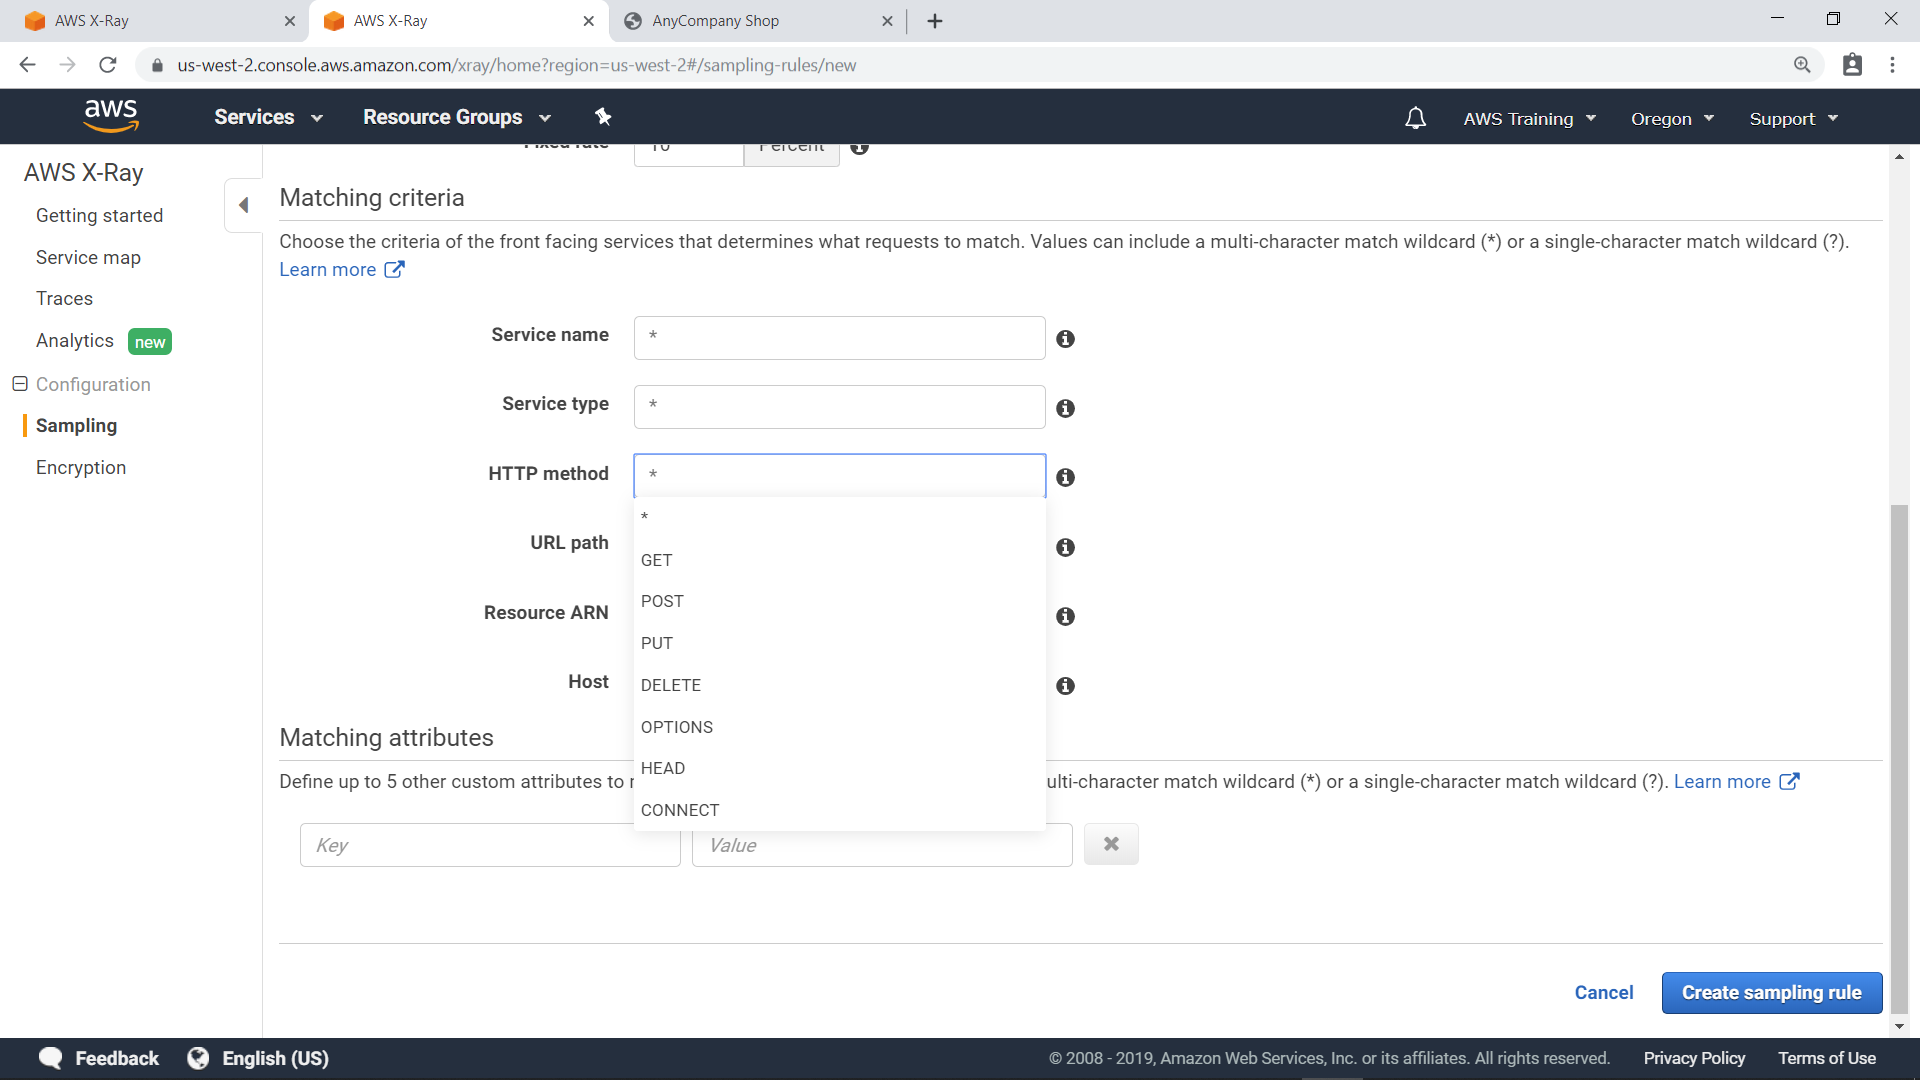 AWS X-Ray
AWS X-Ray
AnyCompany Shop
us-west-2.console.aws.amazon.com/xray/home?region=us-west-2#/sampling-rules/new
aws
Services
Resource Groups
AWS Training
Oregon
Support
AWS X-Ray
Getting started
Service map
Traces
Analytics new
Configuration
Sampling
Encryption
Fixed rate 10 Percent
Matching criteria
Choose the criteria of the front facing services that determines what requests to match. Values can include a multi-character match wildcard (*) or a single-character match wildcard (?).
Learn more
Service name *
Service type *
HTTP method *
*
GET
POST
PUT
DELETE
OPTIONS
HEAD
CONNECT
URL path
Resource ARN
Host
Matching attributes
Define up to 5 other custom attributes to
ulti-character match wildcard (*) or a single-character match wildcard (?). Learn more
Key
Value
Cancel
Create sampling rule
Feedback
English (US)
© 2008 - 2019, Amazon Web Services, Inc. or its affiliates. All rights reserved.
Privacy Policy
Terms of Use